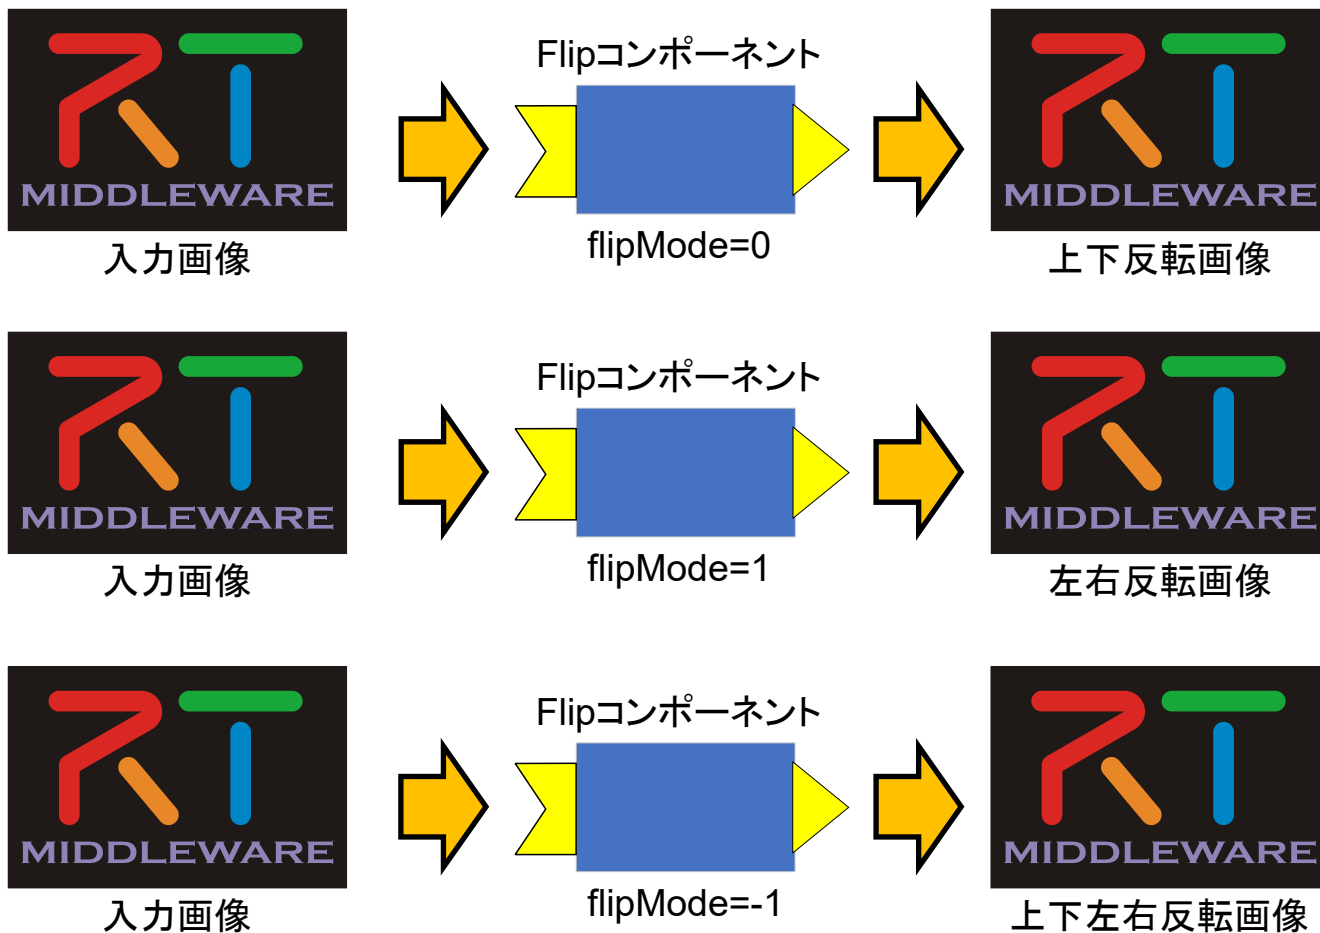 Flipコンポーネント
RT
MIDDLEWARE
RT
MIDDLEWARE
入力画像
flipMode=0
上下反転画像
Flipコンポーネント
RT
MIDDLEWARE
RT
MIDDLEWARE
入力画像
flipMode=1
左右反転画像
Flipコンポーネント
RT
MIDDLEWARE
RT
MIDDLEWARE
入力画像
flipMode=-1
上下左右反転画像